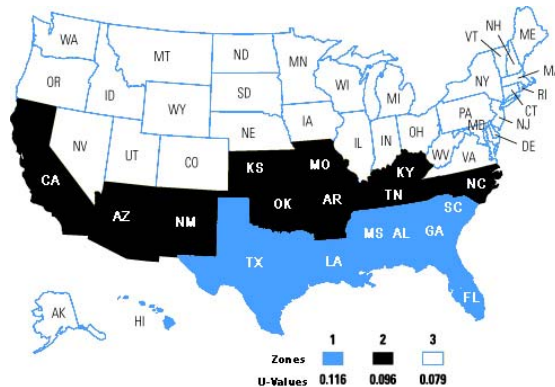 WA
MT
ND
MN
VT
NH
ME
OR
ID
WY
SD
WI
MI
NY
MA
RI
CT
NV
UT
CO
NE
IA
IL
IN
OH
PA
NJ
MD
DE
WV
VA
CA
AZ
NM
KS
OK
MO
AR
KY
TN
NC
SC
TX
LA
MS AL GA
FL
AK
HI
Zones 1 2 3
U-Values 0.116 0.096 0.079